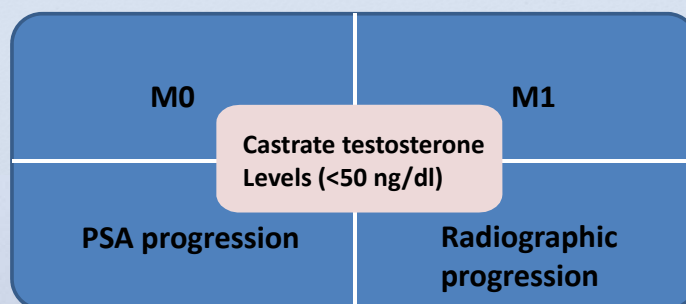 M0
M1
Castrate testosterone
Levels (<50 ng/dl)
PSA progression
Radiographic
progression